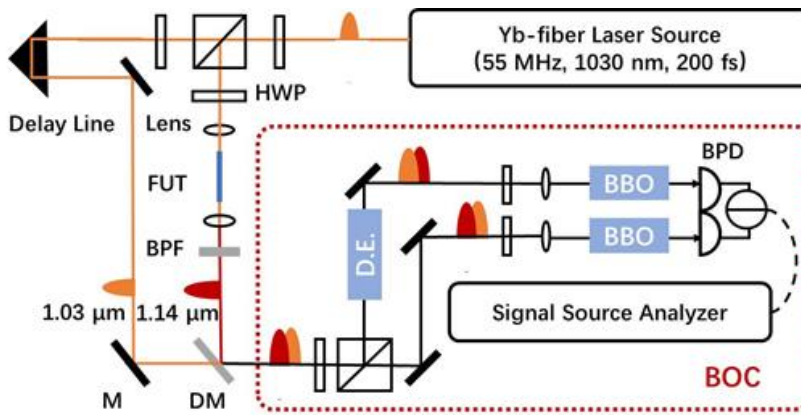 Yb-fiber Laser Source
(55 MHz, 1030 nm, 200 fs)
HWP
Delay Line
Lens
FUT
BPF
1.03 μm
1.14 μm
M
DM
BPD
BBO
BBO
D.E.
Signal Source Analyzer
BOC